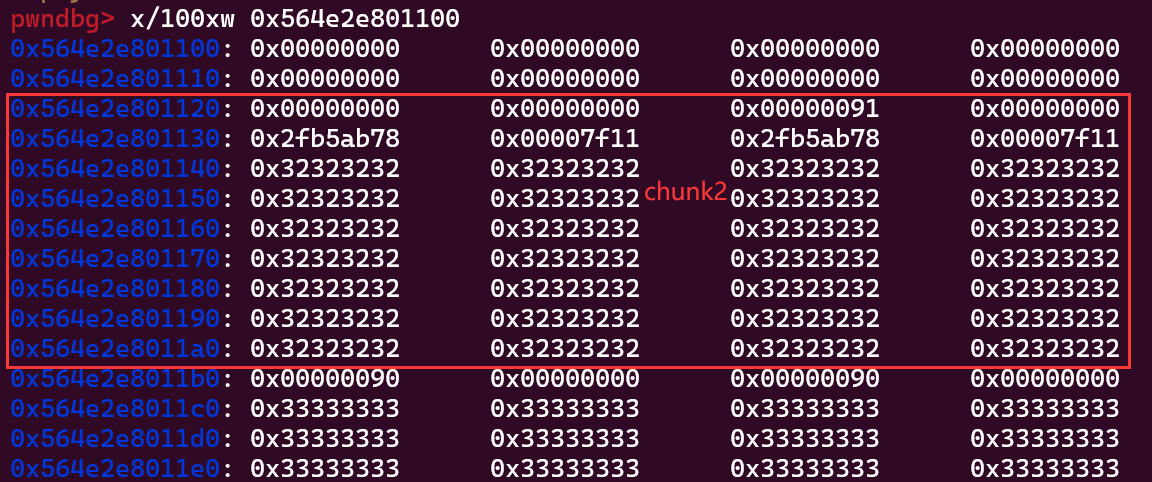 pwndbg> x/100xw 0x564e2e801100
0x564e2e801100: 0x00000000 0x00000000 0x00000000 0x00000000
0x564e2e801110: 0x00000000 0x00000000 0x00000000 0x00000000
0x564e2e801120: 0x00000000 0x00000000 0x00000091 0x00000000
0x564e2e801130: 0x2fb5ab78 0x00007f11 0x2fb5ab78 0x00007f11
0x564e2e801140: 0x32323232 0x32323232 0x32323232 0x32323232
0x564e2e801150: 0x32323232 0x32323232 chunk2 0x32323232 0x32323232
0x564e2e801160: 0x32323232 0x32323232 0x32323232 0x32323232
0x564e2e801170: 0x32323232 0x32323232 0x32323232 0x32323232
0x564e2e801180: 0x32323232 0x32323232 0x32323232 0x32323232
0x564e2e801190: 0x32323232 0x32323232 0x32323232 0x32323232
0x564e2e8011a0: 0x32323232 0x32323232 0x32323232 0x32323232
0x564e2e8011b0: 0x00000090 0x00000000 0x00000090 0x00000000
0x564e2e8011c0: 0x33333333 0x33333333 0x33333333 0x33333333
0x564e2e8011d0: 0x33333333 0x33333333 0x33333333 0x33333333
0x564e2e8011e0: 0x33333333 0x33333333 0x33333333 0x33333333